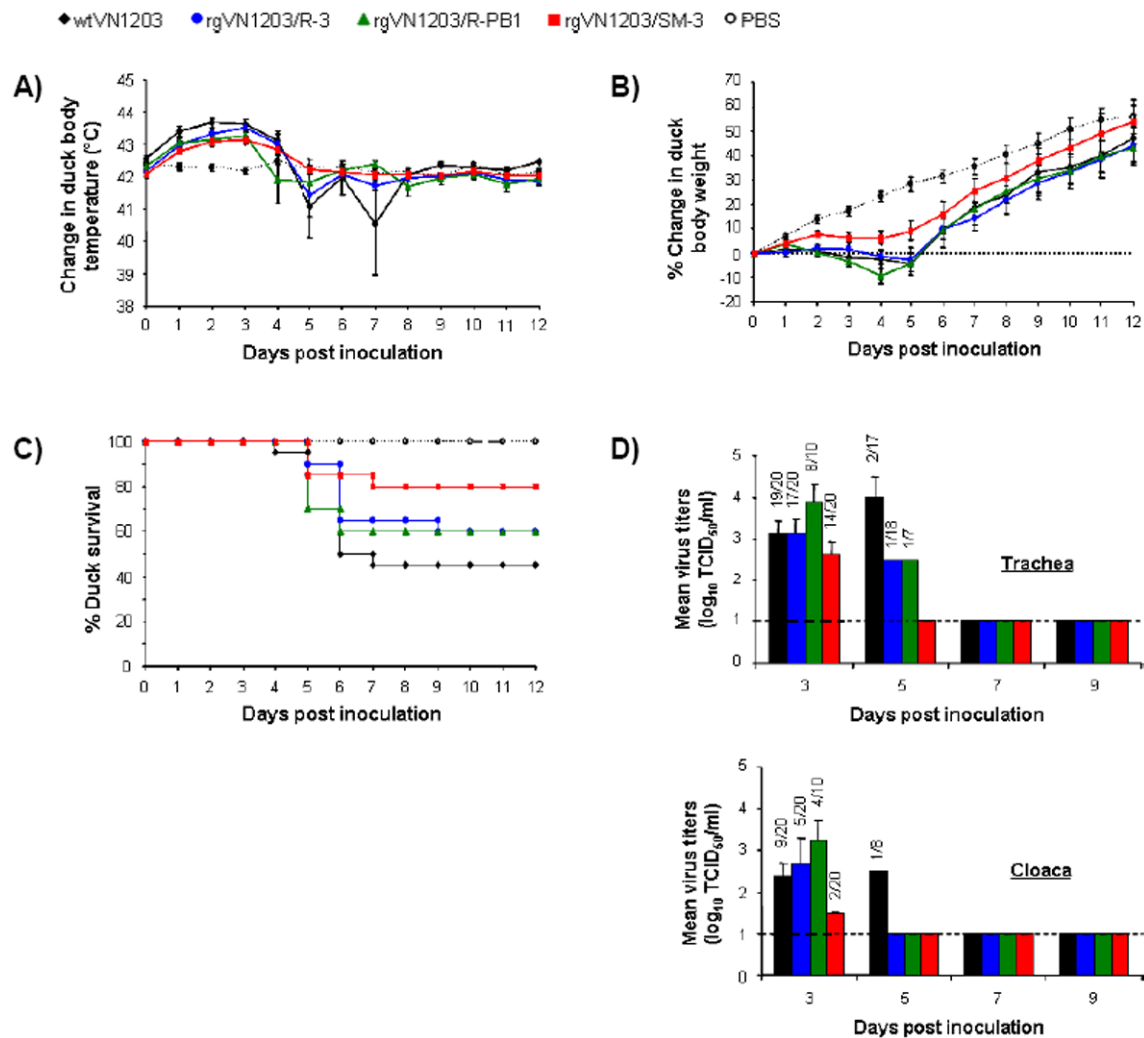 wtVN1203 rgVN1203/R-3 rgVN1203/R-PB1 rgVN1203/SM-3 PBS
A)
Change in duck body
temperature (°C)
45
44
43
42
41
40
39
38
0 1 2 3 4 5 6 7 8 9 10 11 12
Days post inoculation
B)
% Change in duck
body weight
70
60
50
40
30
20
10
0
-10
-20
0 1 2 3 4 5 6 7 8 9 10 11 12
Days post inoculation
C)
% Duck survival
100
80
60
40
20
0
0 1 2 3 4 5 6 7 8 9 10 11 12
Days post inoculation
D)
Mean virus titers
(log10 TCID50/ml)
5
4
3
2
1
0
19/20 17/20 8/10 14/20
2/17 1/18 1/7
Trachea
3 5 7 9
Days post inoculation
Mean virus titers
(log10 TCID50/ml)
5
4
3
2
1
0
9/20 5/20 4/10 2/20
1/8
Cloaca
3 5 7 9
Days post inoculation